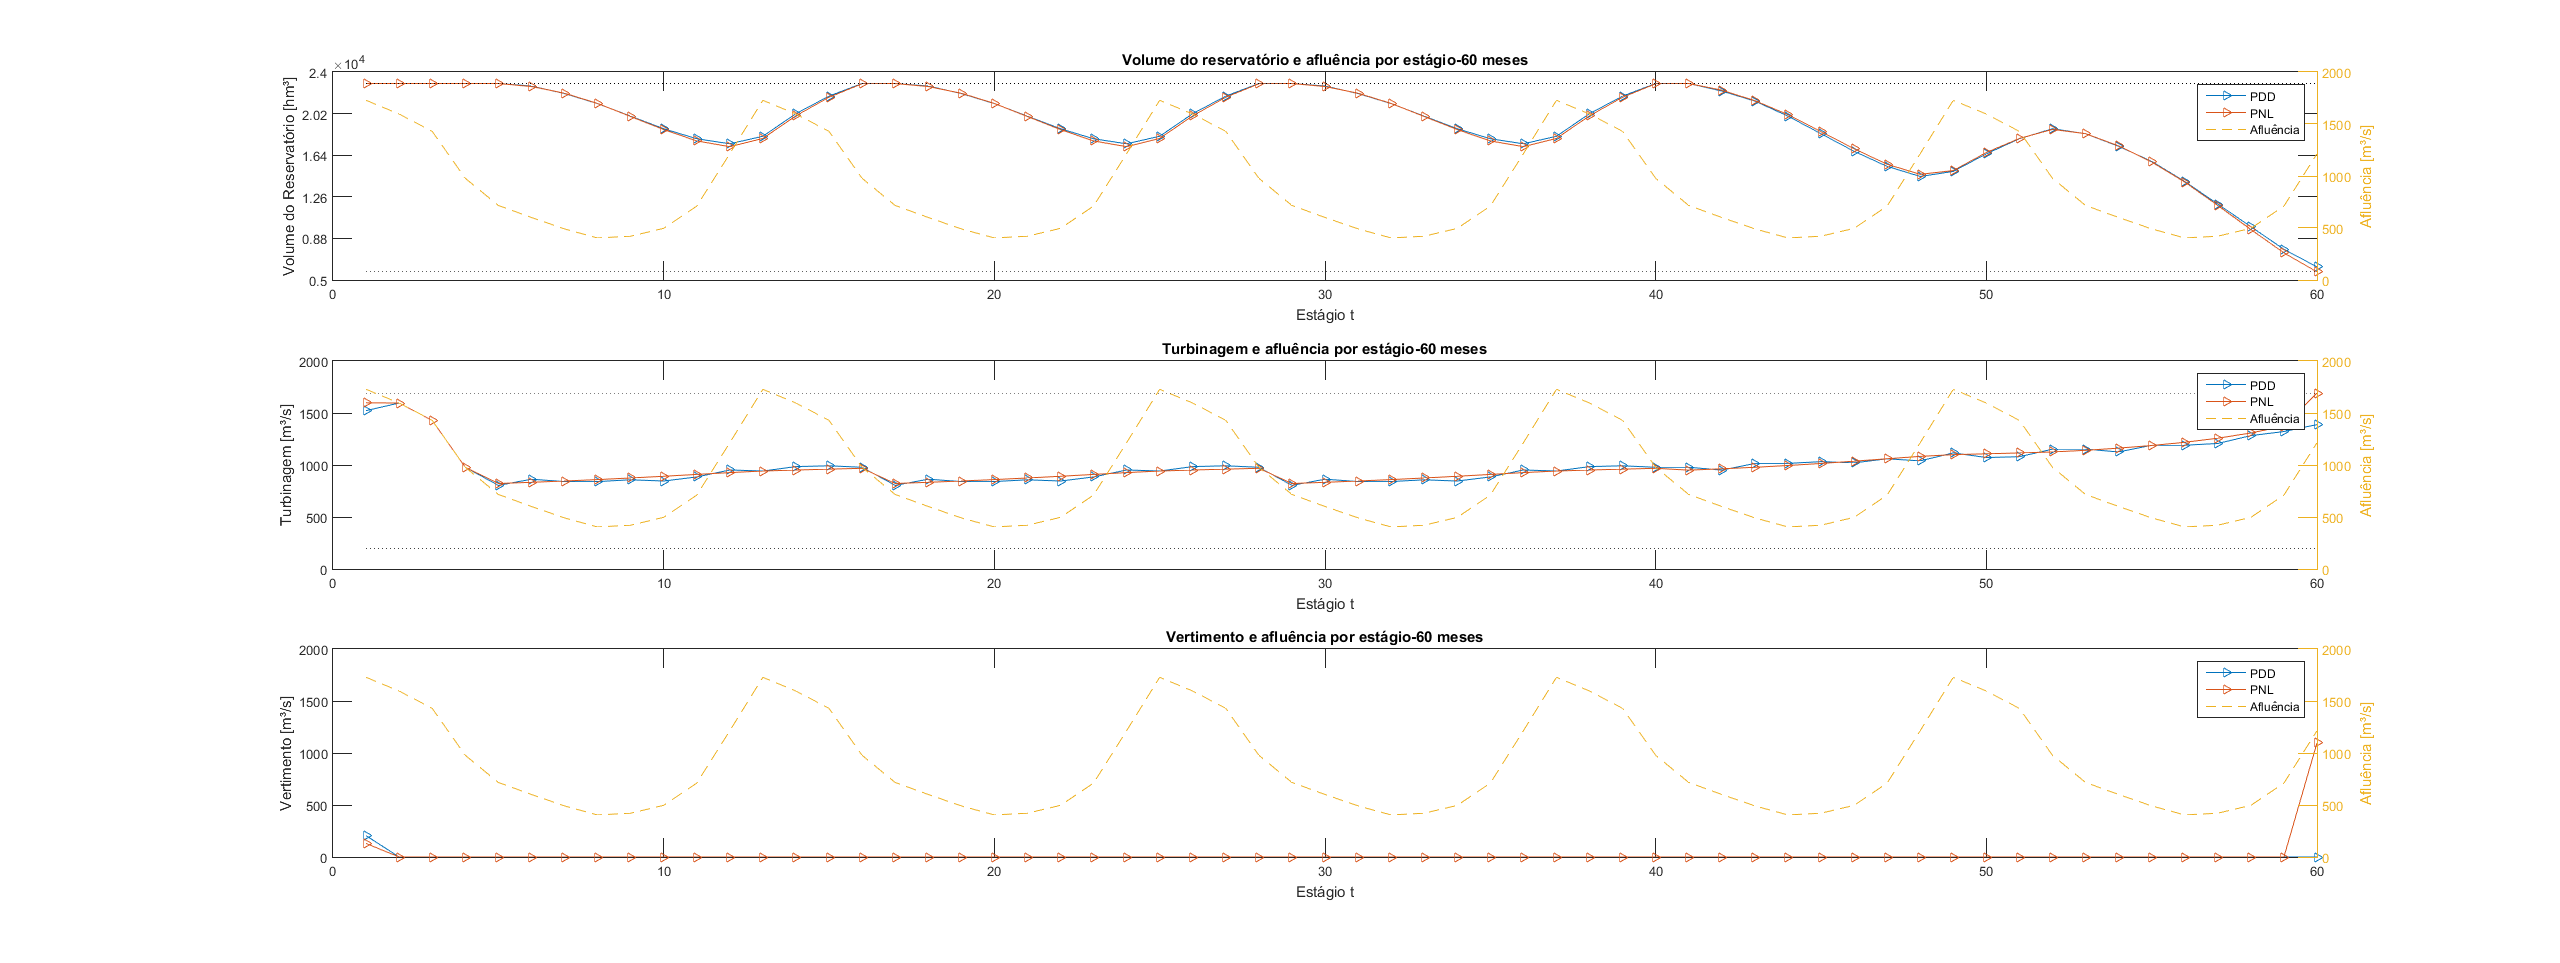 Volume do reservatório e afluência por estágio-60 meses
×10⁴
2.4
2.02
1.64
1.26
0.88
0.5
Volume do Reservatório [hm³]
0 10 20 30 40 50 60
Estágio t
2000
1500
1000
500
0
Afluência [m³/s]
PDD
PNL
Afluência
Turbinagem e afluência por estágio-60 meses
2000
1500
1000
500
0
Turbinagem [m³/s]
0 10 20 30 40 50 60
Estágio t
2000
1500
1000
500
0
Afluência [m³/s]
PDD
PNL
Afluência
Vertimento e afluência por estágio-60 meses
2000
1500
1000
500
0
Vertimento [m³/s]
0 10 20 30 40 50 60
Estágio t
2000
1500
1000
500
0
Afluência [m³/s]
PDD
PNL
Afluência